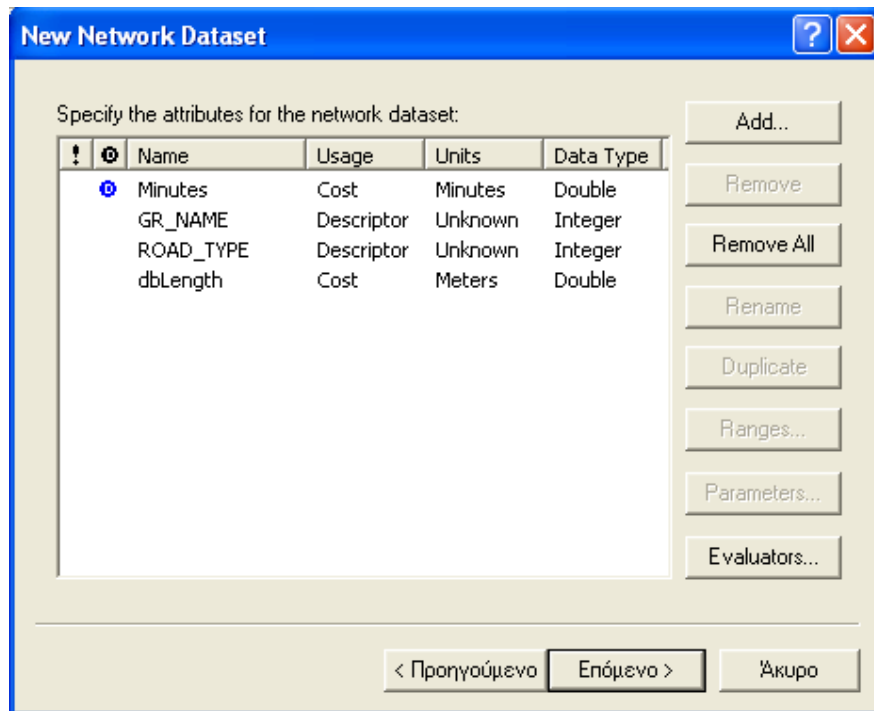 New Network Dataset
Specify the attributes for the network dataset:
! Name Usage Units Data Type
Minutes Cost Minutes Double
GR_NAME Descriptor Unknown Integer
ROAD_TYPE Descriptor Unknown Integer
dbLength Cost Meters Double
Add...
Remove
Remove All
Rename
Duplicate
Ranges...
Parameters...
Evaluators...
< Προηγούμενο Επόμενο > Άκυρο